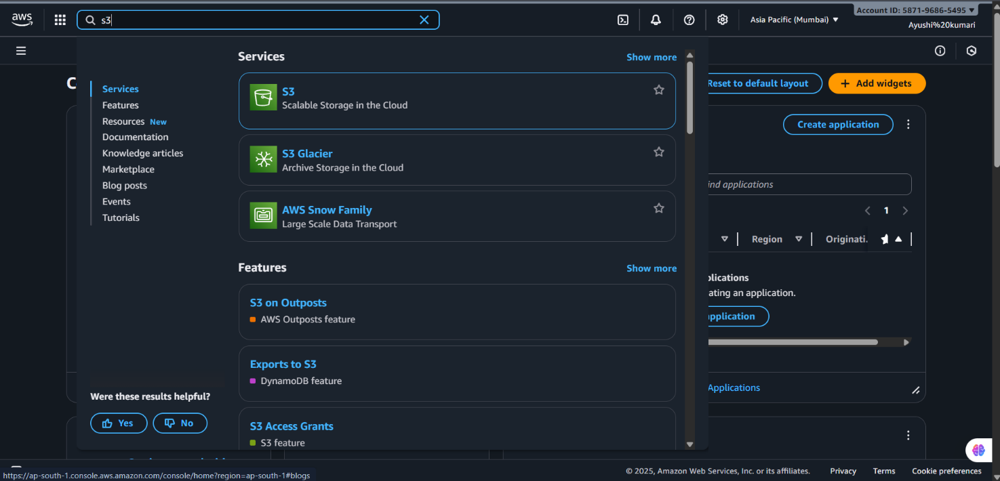 aws
s3
Asia Pacific (Mumbai)
Account ID: 5871-9686-5495
Ayushi%20kumari
Reset to default layout
Add widgets
Create application
Services
Show more
Services
Features
Resources New
Documentation
Knowledge articles
Marketplace
Blog posts
Events
Tutorials
S3
Scalable Storage in the Cloud
S3 Glacier
Archive Storage in the Cloud
AWS Snow Family
Large Scale Data Transport
Features
Show more
S3 on Outposts
AWS Outposts feature
Exports to S3
DynamoDB feature
S3 Access Grants
S3 feature
Were these results helpful?
Yes
No
ind applications
1
Region
Originati.
plications
ating an application.
application
Applications
https://ap-south-1.console.aws.amazon.com/console/home?region=ap-south-1#blogs
© 2025, Amazon Web Services, Inc. or its affiliates.
Privacy
Terms
Cookie preferences